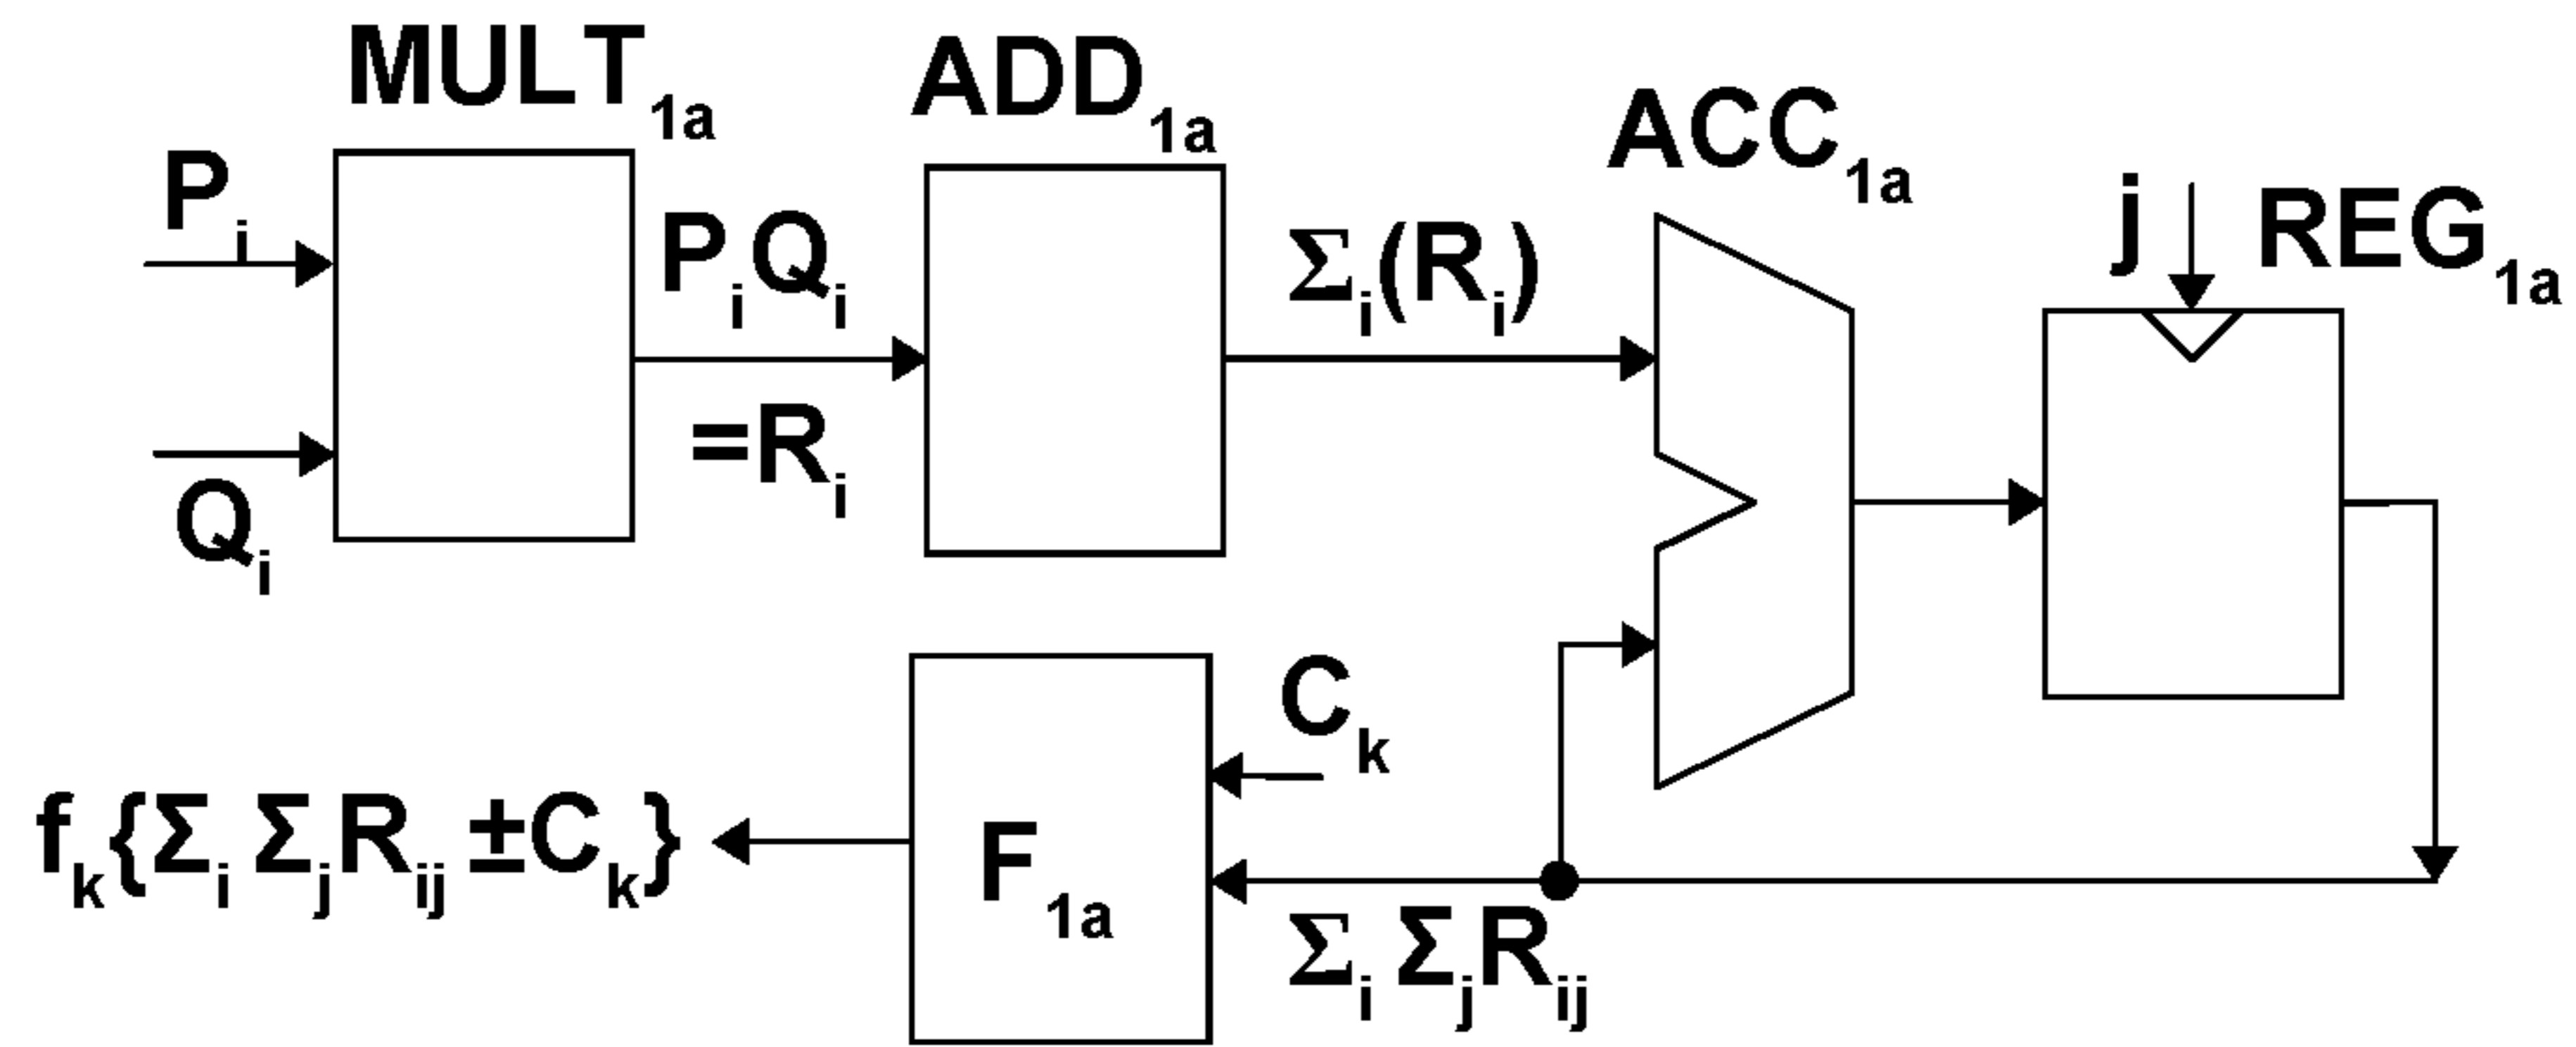 MULT1a
ADD1a
ACC1a
Pi
PiQi
=Ri
Σi(Ri)
j
REG1a
Qi
Ck
F1a
fk{Σi ΣjRij ±Ck}
Σi ΣjRij